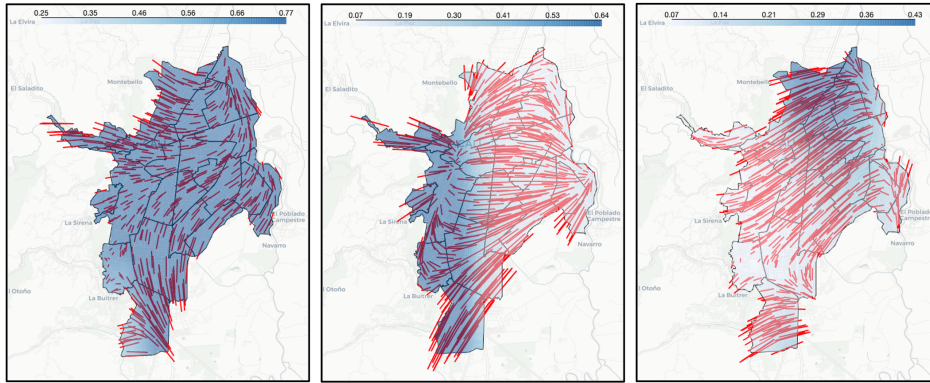 0.25 0.35 0.46 0.56 0.66 0.77
La Elvira
Montebello
El Saladito
La Sirena
El Poblado
Campestre
Navarro
l Otoño
La Buitrer
0.07 0.19 0.30 0.41 0.53 0.64
La Elvira
Montebello
El Saladito
La Sirena
El Poblado
Campestre
Navarro
El Otoño
La Buitrer
0.07 0.14 0.21 0.29 0.36 0.43
La Elvira
Montebello
El Saladito
La Sirena
El Poblado
Campestre
Navarro
El Otoño
La Buitrer